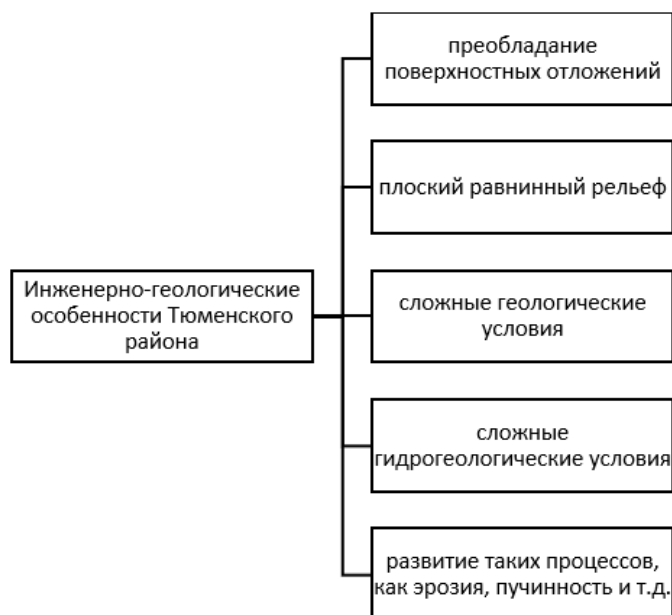 преобладание
поверхностных отложений
плоский равнинный рельеф
Инженерно-геологические
особенности Тюменского
района
сложные геологические
условия
сложные
гидрогеологические условия
развитие таких процессов,
как эрозия, пучинность и т.д.